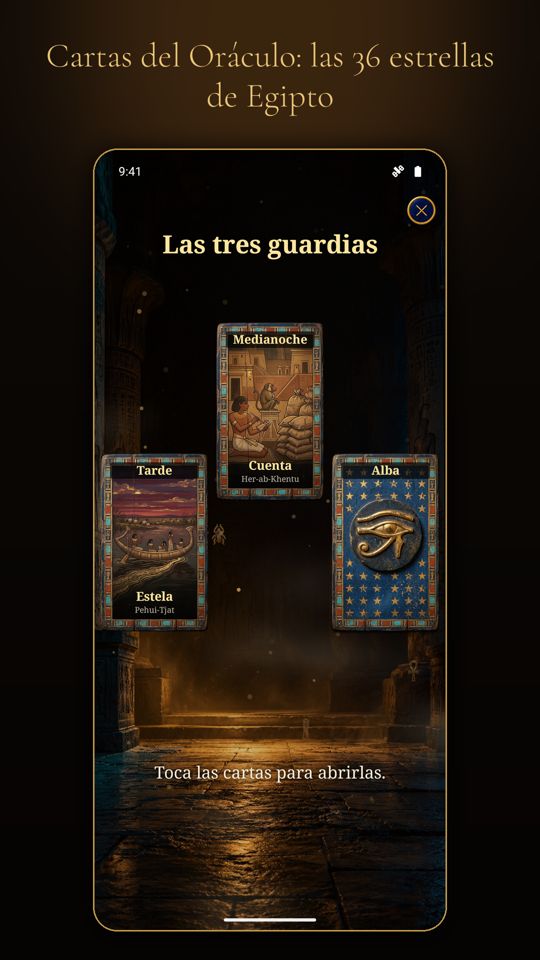 Cartas del Oráculo: las 36 estrellas
de Egipto
9:41
Las tres guardias
Medianoche
Cuenta
Her-ab-Khentu
Tarde
Estela
Pehui-Tjat
Alba
Toca las cartas para abrirlas.